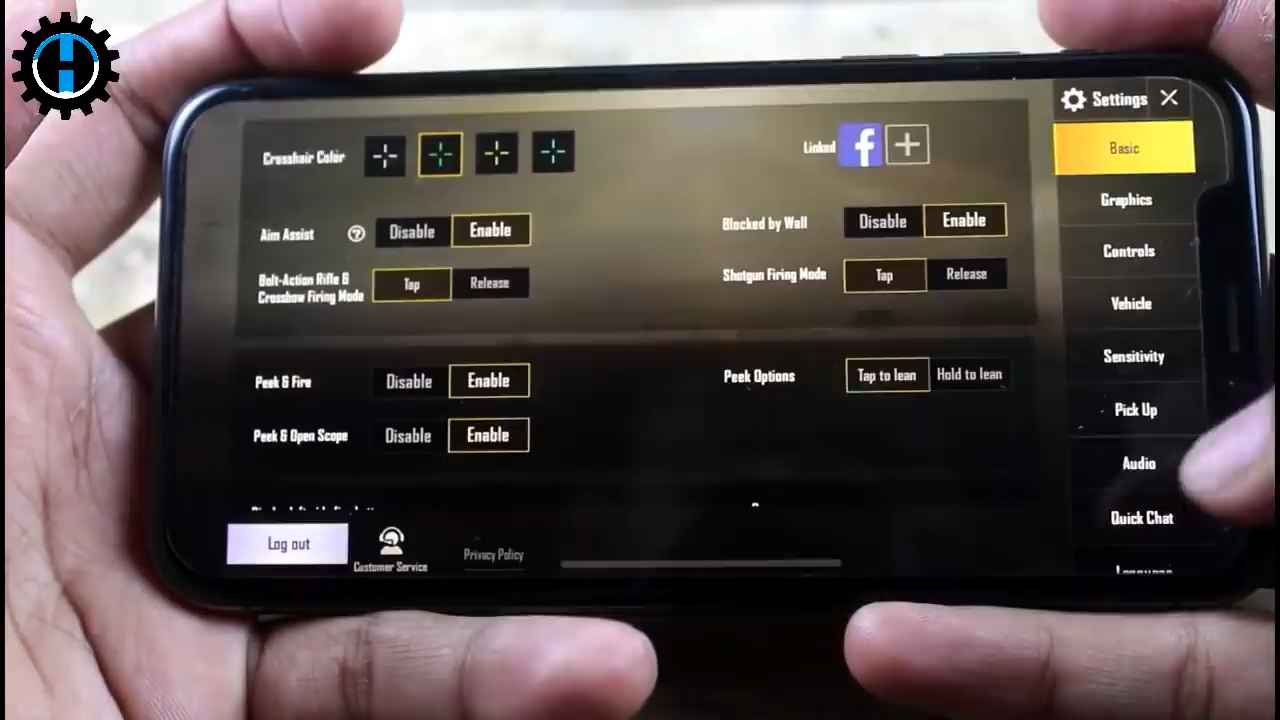 H
Settings
Crosshair Color
Linked
Basic
Graphics
Aim Assist
Disable
Enable
Blocked by Wall
Disable
Enable
Controls
Bolt-Action Rifle &
Crossbow Firing Mode
Tap
Release
Shotgun Firing Mode
Tap
Release
Vehicle
Sensitivity
Peek & Fire
Disable
Enable
Peek Options
Tap to lean
Hold to lean
Pick Up
Peek & Open Scope
Disable
Enable
Audio
Quick Chat
Log out
Customer Service
Privacy Policy